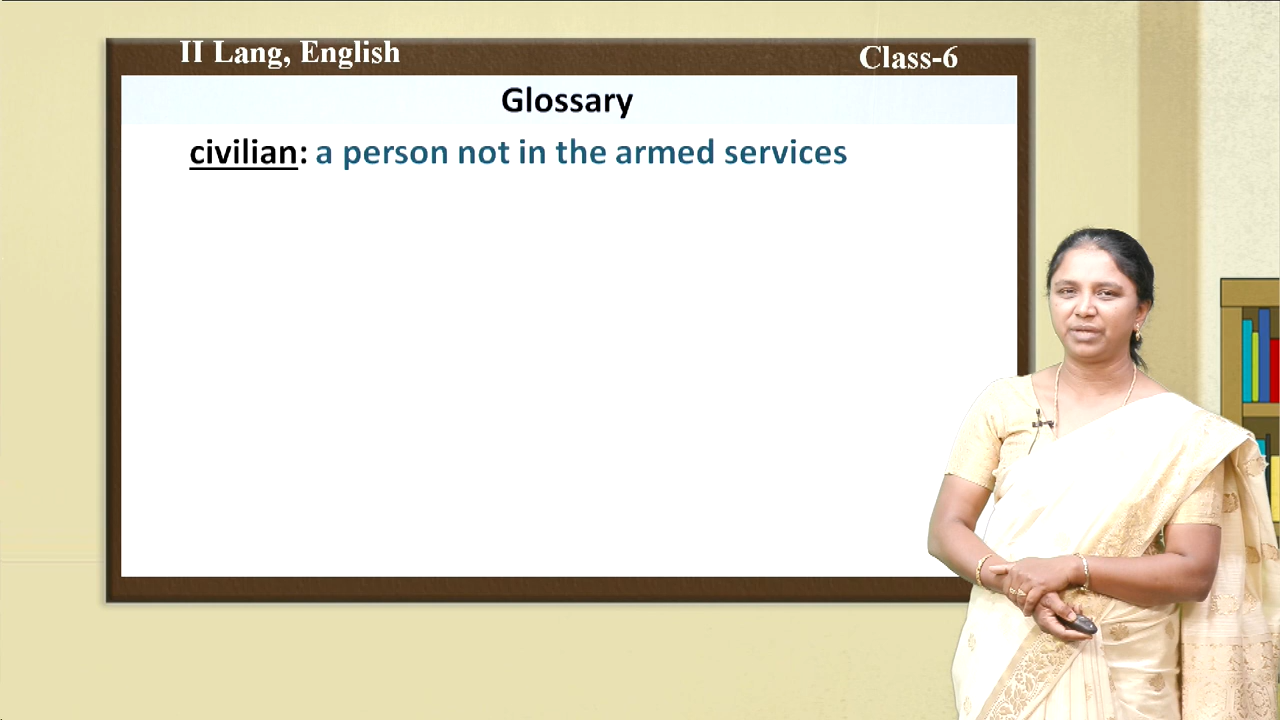 II Lang, English
Class-6
Glossary
civilian: a person not in the armed services